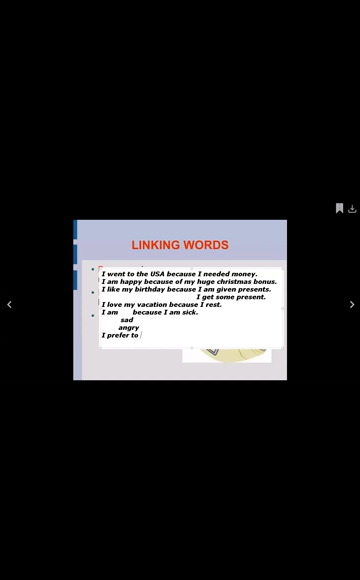 LINKING WORDS
I went to the USA because I needed money.
I am happy because of my huge christmas bonus.
I like my birthday because I am given presents.
I get some present.
I love my vacation because I rest.
I am because I am sick.
sad
angry
I prefer to